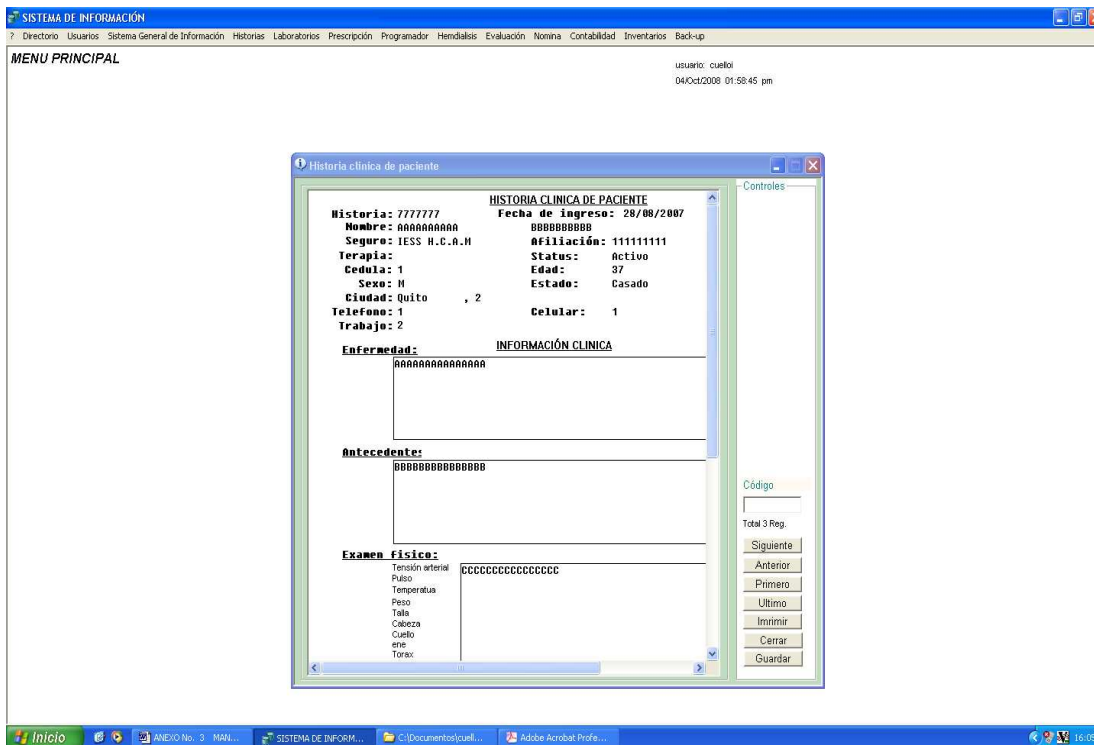 SISTEMA DE INFORMACIÓN
? Directorio Usuarios Sistema General de Información Historias Laboratorios Prescripción Programador Hemdialisis Evaluación Nomina Contabilidad Inventarios Back-up
MENU PRINCIPAL
usuario: cuelloi
04/Oct/2008 01:58:45 pm
Historia clinica de paciente
Controles
HISTORIA CLINICA DE PACIENTE
Historia: 7777777 Fecha de ingreso: 28/08/2007
Nombre: AAAAAAAAAA BBBBBBBBBB
Seguro: IESS H.C.A.M Afiliación: 111111111
Terapia: Status: Activo
Cedula: 1 Edad: 37
Sexo: M Estado: Casado
Ciudad: Quito , 2
Telefono: 1 Celular: 1
Trabajo: 2
INFORMACIÓN CLINICA
Enfermedad:
AAAAAAAAAAAAAAA
Antecedente:
BBBBBBBBBBBBBBB
Examen fisico:
Tensión arterial CCCCCCCCCCCCCCCC
Pulso
Temperatua
Peso
Talla
Cabeza
Cuello
ene
Torax
Código
Total 3 Reg.
Siguiente
Anterior
Primero
Ultimo
Imrimir
Cerrar
Guardar
Inicio ANEXO No. 3 MAN... SISTEMA DE INFORM... C:\Documentos\cuell... Adobe Acrobat Profe... 16:05